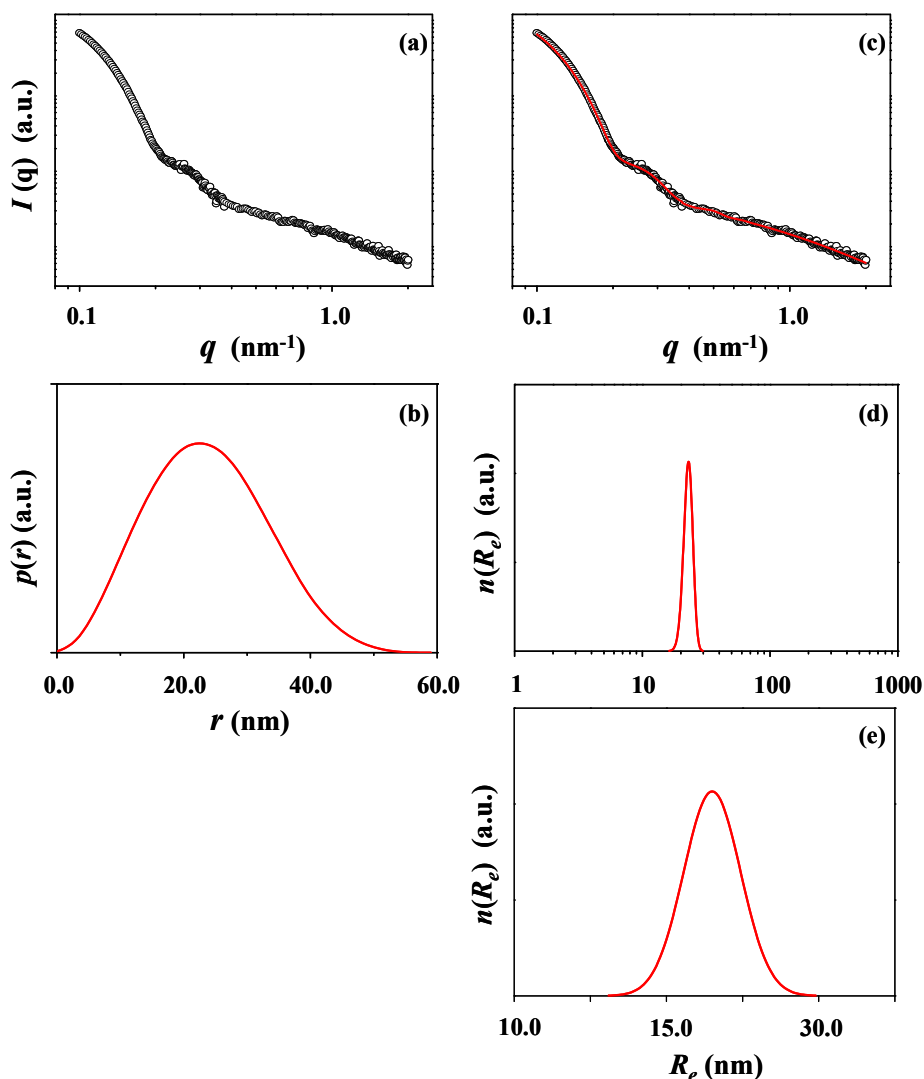 (a)
I(q) (a.u.)
0.1 1.0
q (nm⁻¹)
(c)
0.1 1.0
q (nm⁻¹)
(b)
p(r) (a.u.)
0.0 20.0 40.0 60.0
r (nm)
(d)
n(Rₑ) (a.u.)
1 10 100 1000
(e)
n(Rₑ) (a.u.)
10.0 15.0 30.0
Rₑ (nm)